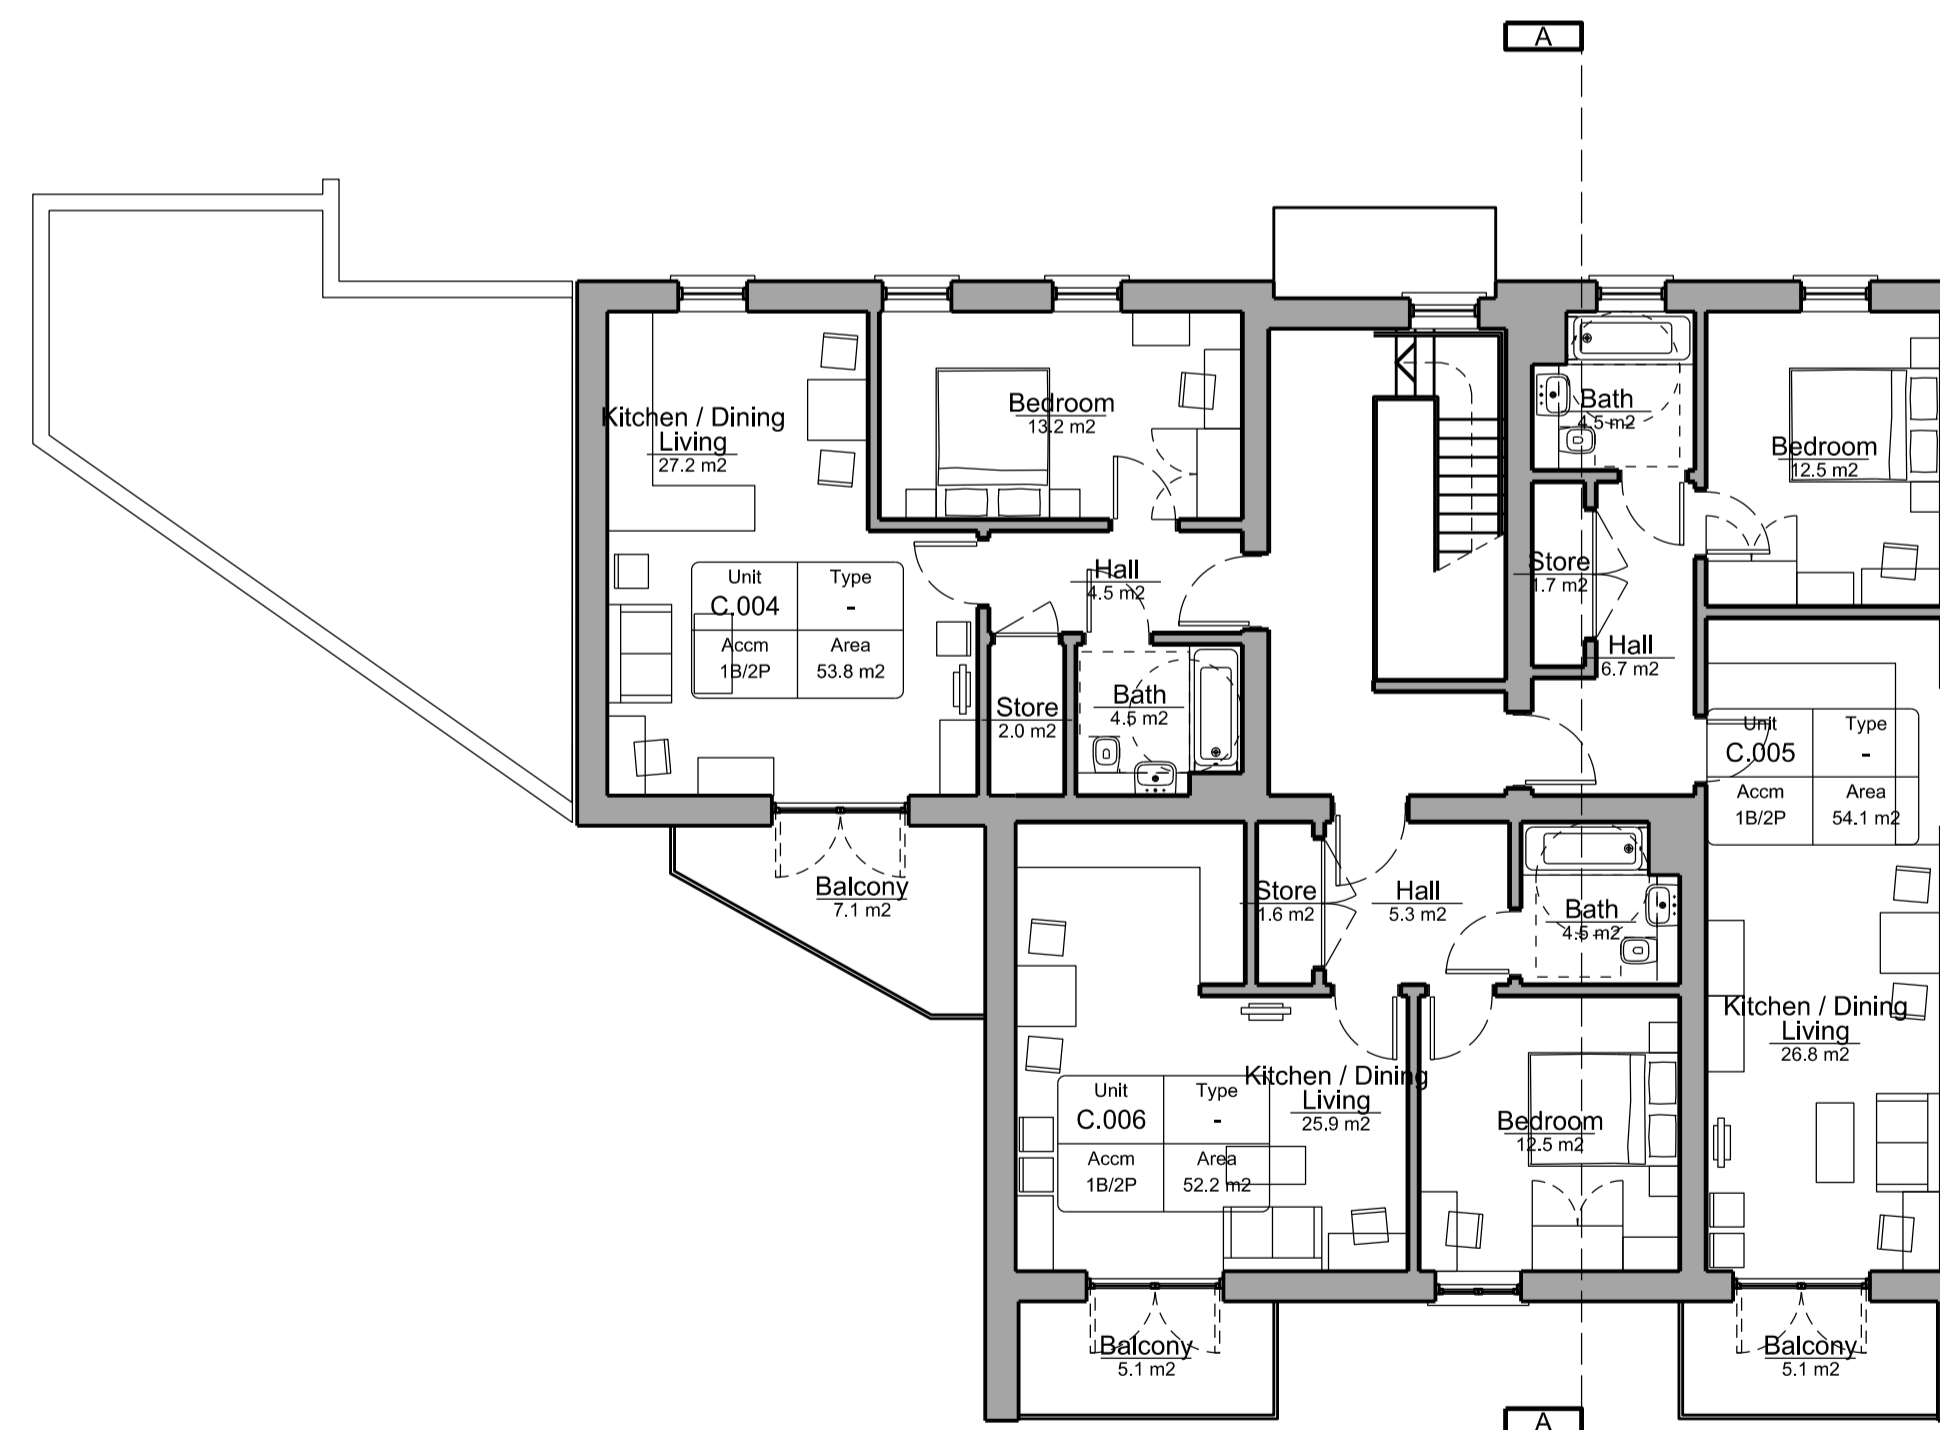 A
Kitchen / Dining
Living
27.2 m2
Bedroom
13.2 m2
Bath
4.5 m2
Bedroom
12.5 m2
Hall
4.5 m2
Store
1.7 m2
Hall
6.7 m2
Unit
C.004
Type
-
Accm
1B/2P
Area
53.8 m2
Store
2.0 m2
Bath
4.5 m2
Unit
C.005
Type
-
Accm
1B/2P
Area
54.1 m2
Balcony
7.1 m2
Store
1.6 m2
Hall
5.3 m2
Bath
4.5 m2
Kitchen / Dining
Living
26.8 m2
Kitchen / Dining
Living
25.9 m2
Unit
C.006
Type
-
Accm
1B/2P
Area
52.2 m2
Bedroom
12.5 m2
Balcony
5.1 m2
Balcony
5.1 m2
A